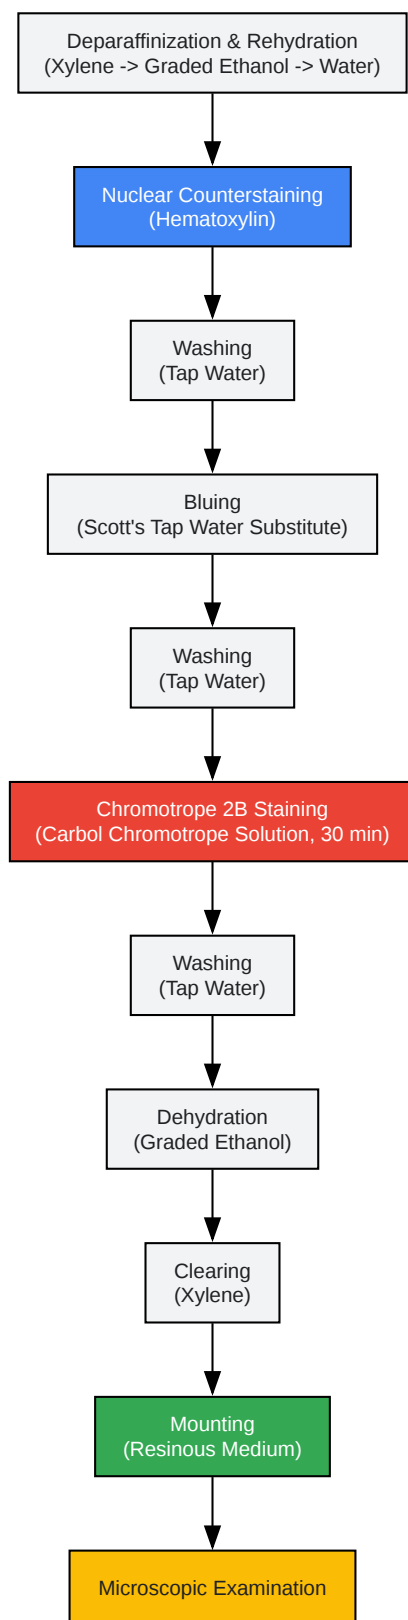 Deparaffinization & Rehydration
(Xylene -> Graded Ethanol -> Water)
Nuclear Counterstaining
(Hematoxylin)
Washing
(Tap Water)
Bluing
(Scott's Tap Water Substitute)
Washing
(Tap Water)
Chromotrope 2B Staining
(Carbol Chromotrope Solution, 30 min)
Washing
(Tap Water)
Dehydration
(Graded Ethanol)
Clearing
(Xylene)
Mounting
(Resinous Medium)
Microscopic Examination